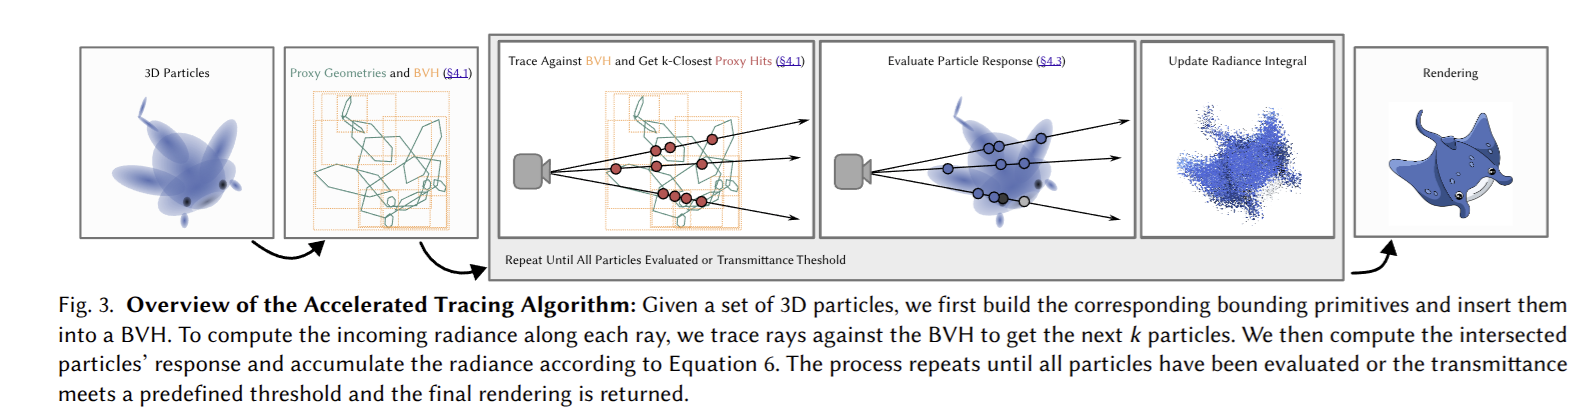 3D Particles
Proxy Geometries and BVH (§4.1)
Trace Against BVH and Get k-Closest Proxy Hits (§4.1)
Evaluate Particle Response (§4.3)
Update Radiance Integral
Rendering
Repeat Until All Particles Evaluated or Transmittance Theshold
Fig. 3. Overview of the Accelerated Tracing Algorithm: Given a set of 3D particles, we first build the corresponding bounding primitives and insert them
into a BVH. To compute the incoming radiance along each ray, we trace rays against the BVH to get the next k particles. We then compute the intersected
particles’ response and accumulate the radiance according to Equation 6. The process repeats until all particles have been evaluated or the transmittance
meets a predefined threshold and the final rendering is returned.